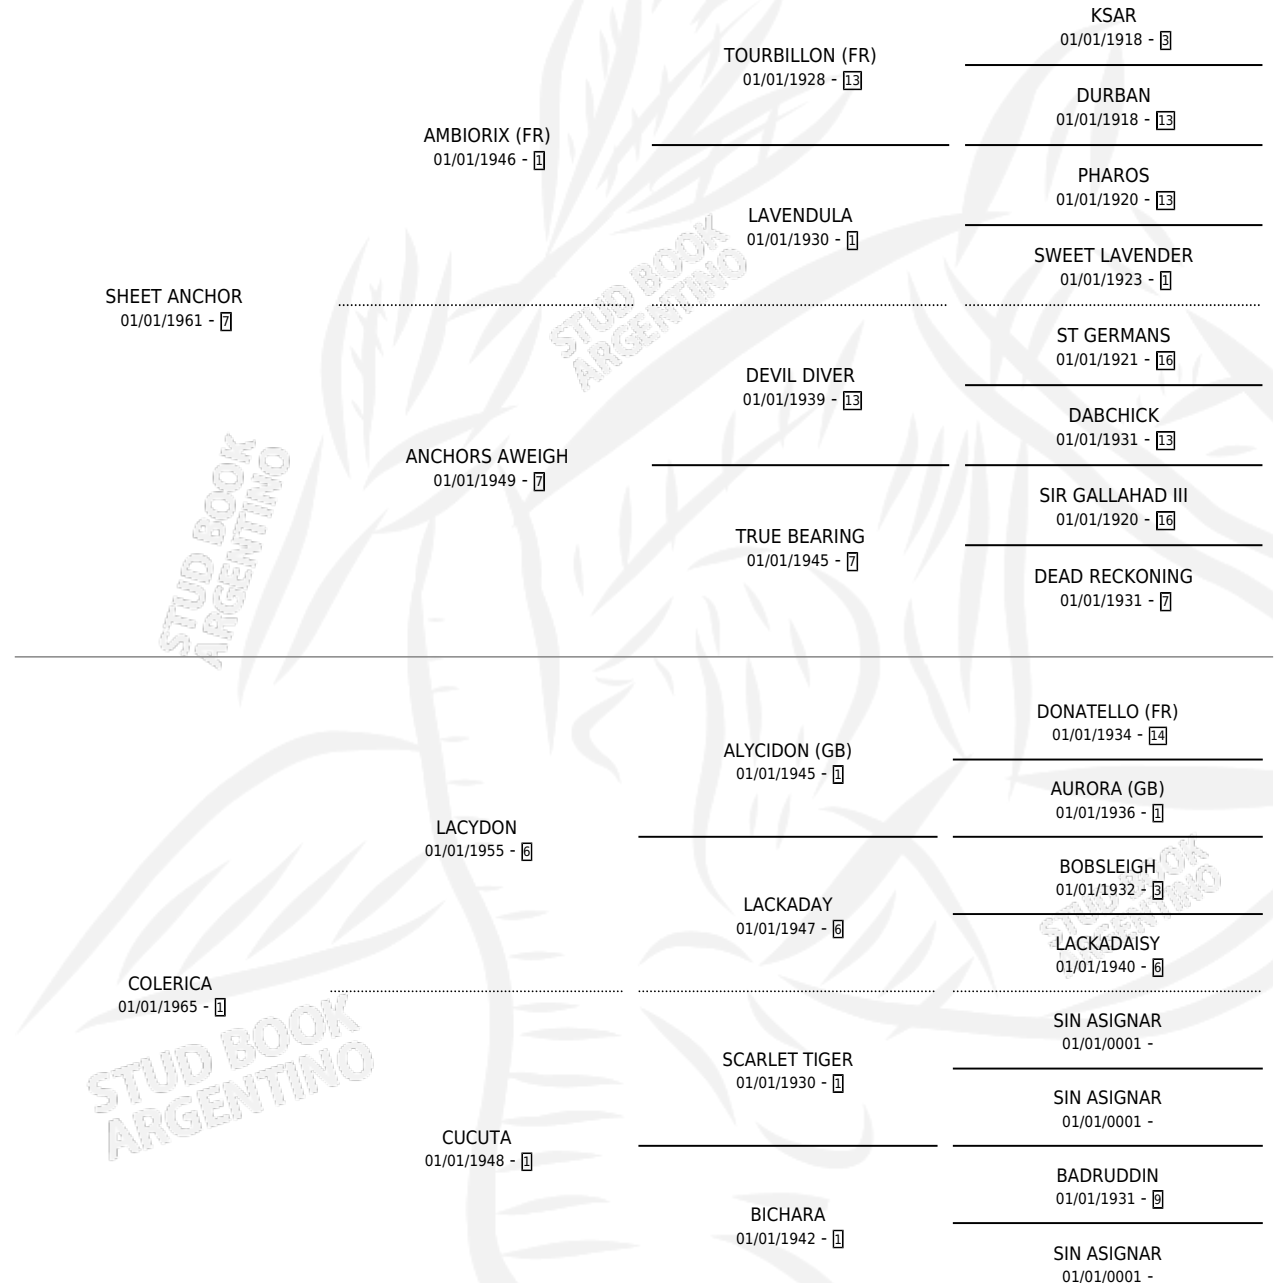 KSAR
01/01/1918 - 3
TOURBILLON (FR)
01/01/1928 - 13
DURBAN
01/01/1918 - 13
AMBIORIX (FR)
01/01/1946 - 1
PHAROS
01/01/1920 - 13
LAVENDULA
01/01/1930 - 1
SWEET LAVENDER
01/01/1923 - 1
SHEET ANCHOR
01/01/1961 - 7
ST GERMANS
01/01/1921 - 16
DEVIL DIVER
01/01/1939 - 13
DABCHICK
01/01/1931 - 13
ANCHORS AWEIGH
01/01/1949 - 7
SIR GALLAHAD III
01/01/1920 - 16
TRUE BEARING
01/01/1945 - 7
DEAD RECKONING
01/01/1931 - 7
DONATELLO (FR)
01/01/1934 - 14
ALYCIDON (GB)
01/01/1945 - 1
AURORA (GB)
01/01/1936 - 1
LACYDON
01/01/1955 - 6
BOBSLEIGH
01/01/1932 - 3
LACKADAY
01/01/1947 - 6
LACKADAISY
01/01/1940 - 6
COLERICA
01/01/1965 - 1
SIN ASIGNAR
01/01/0001 -
SCARLET TIGER
01/01/1930 - 1
SIN ASIGNAR
01/01/0001 -
CUCUTA
01/01/1948 - 1
BADRUDDIN
01/01/1931 - 9
BICHARA
01/01/1942 - 1
SIN ASIGNAR
01/01/0001 -
STUD BOOK
ARGENTINO
STUD BOOK
ARGENTINO
STUD BOOK
ARGENTINO
STUD BOOK
ARGENTINO